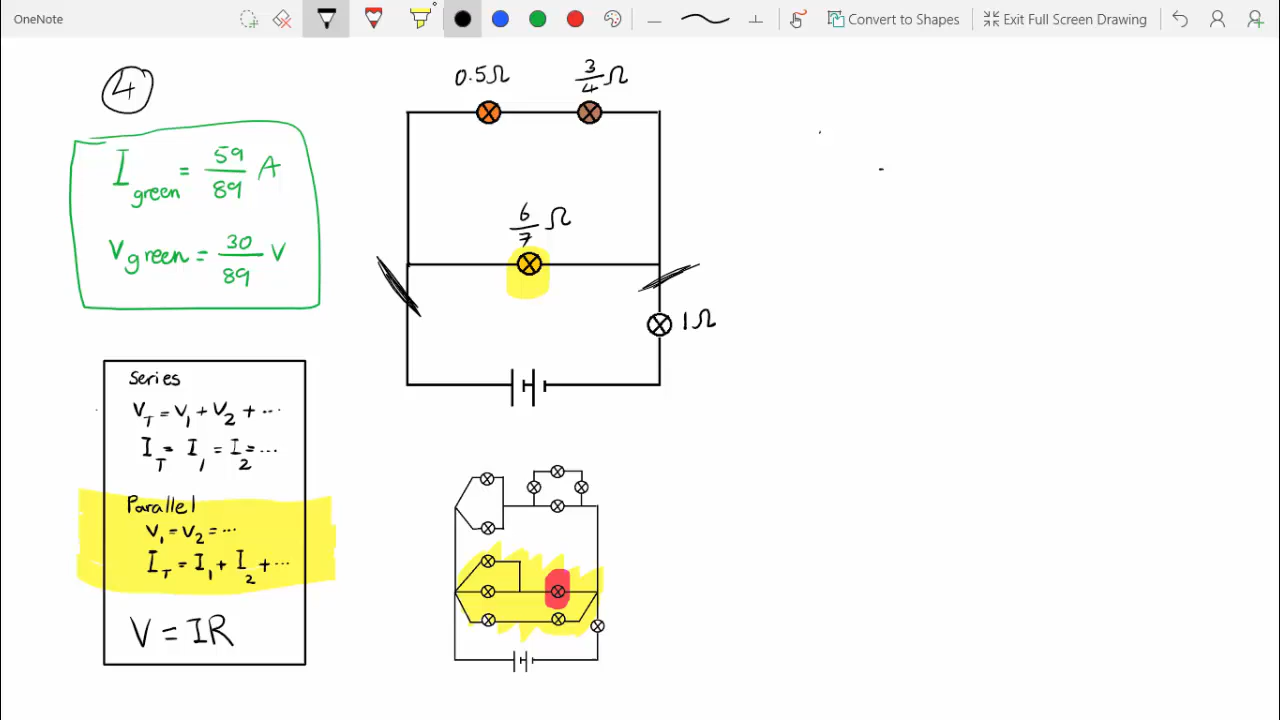 OneNote
Convert to Shapes
Exit Full Screen Drawing
4
I green = 59/89 A
V green = 30/89 V
0.5Ω
3/4 Ω
6/7 Ω
1Ω
Series
V_T = V_1 + V_2 + ...
I_T = I_1 = I_2 = ...
Parallel
V_1 = V_2 = ...
I_T = I_1 + I_2 + ...
V = IR